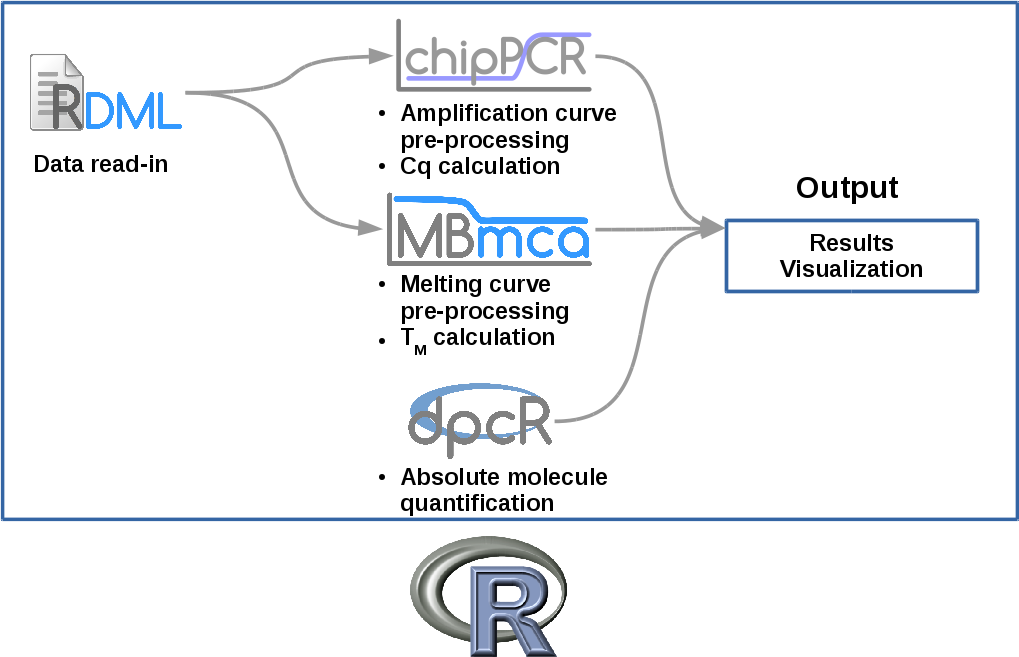 RDML
Data read-in
chipPCR
• Amplification curve
pre-processing
• Cq calculation
MBmca
• Melting curve
pre-processing
• TM calculation
dpcR
• Absolute molecule
quantification
Output
Results
Visualization
R